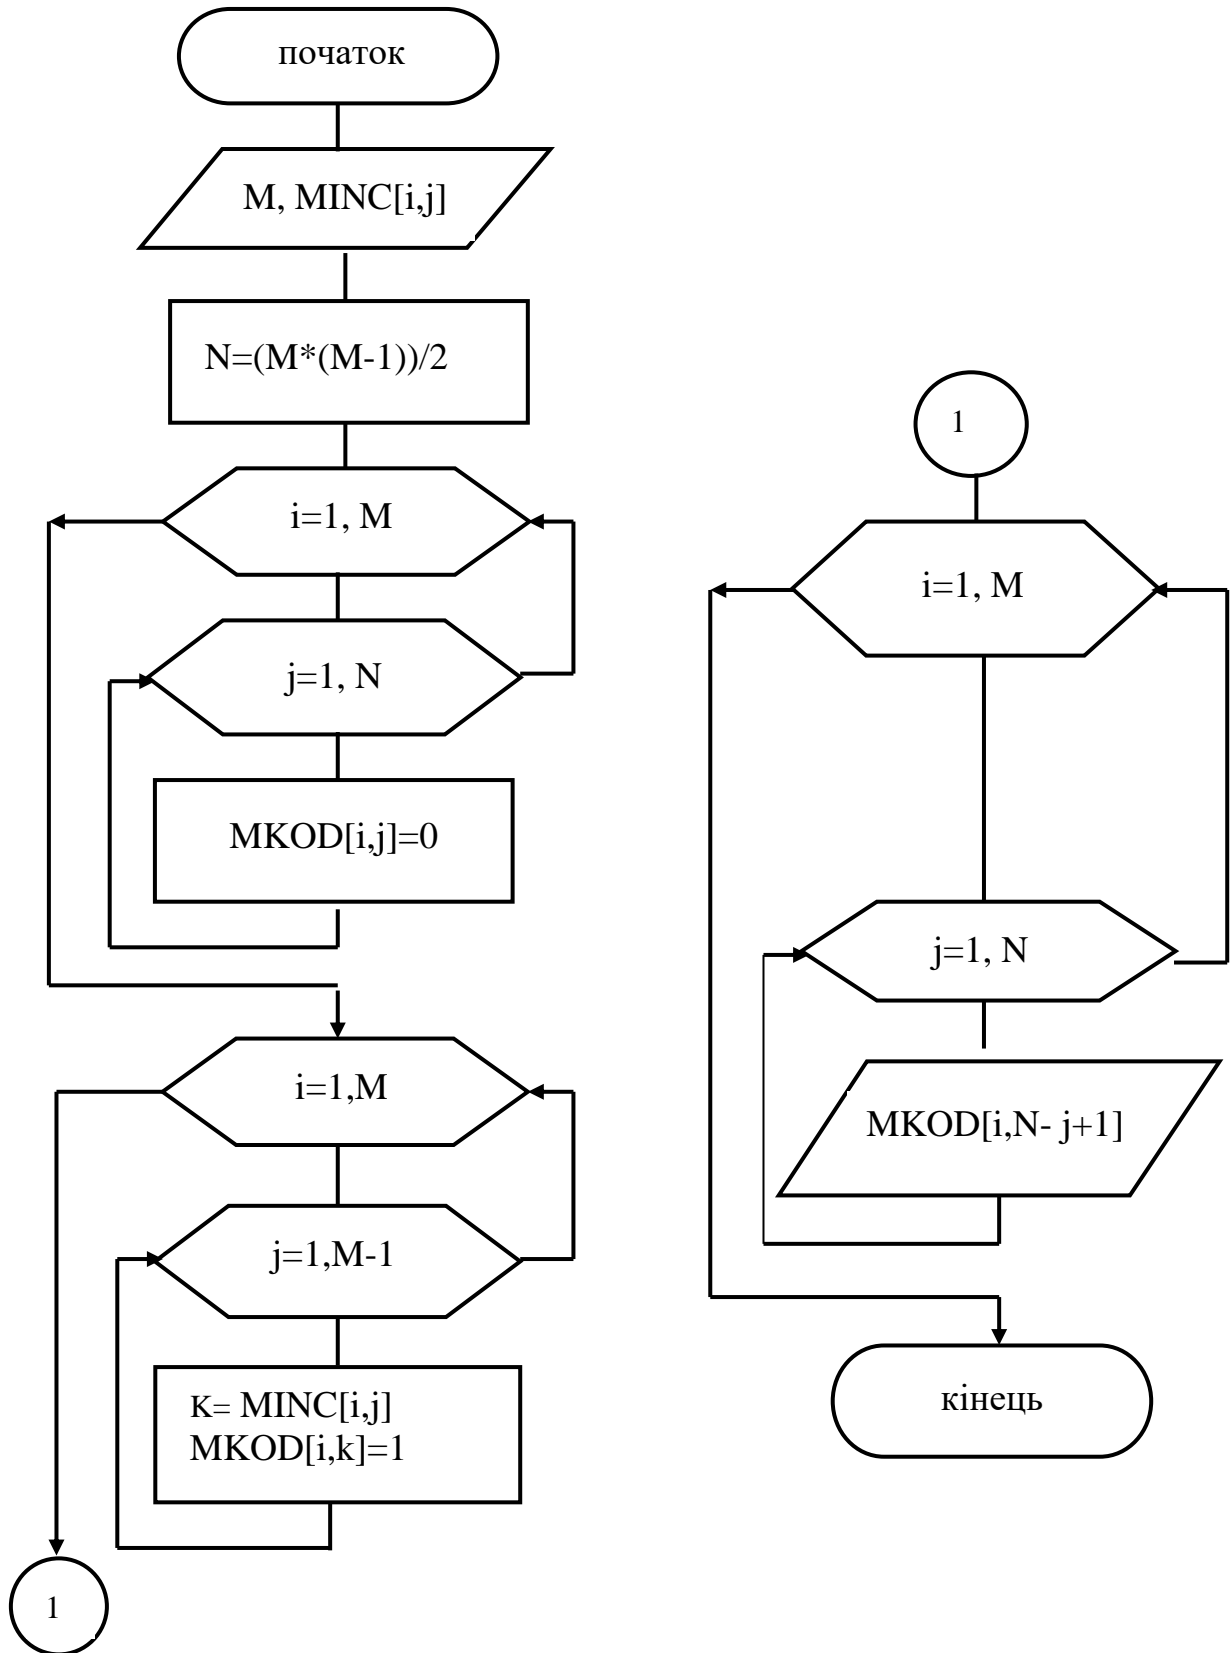 початок
M, MINC[i,j]
N=(M*(M-1))/2
i=1, M
j=1, N
MKOD[i,j]=0
i=1,M
j=1,M-1
K= MINC[i,j]
MKOD[i,k]=1
1
1
i=1, M
j=1, N
MKOD[i,N- j+1]
кінець